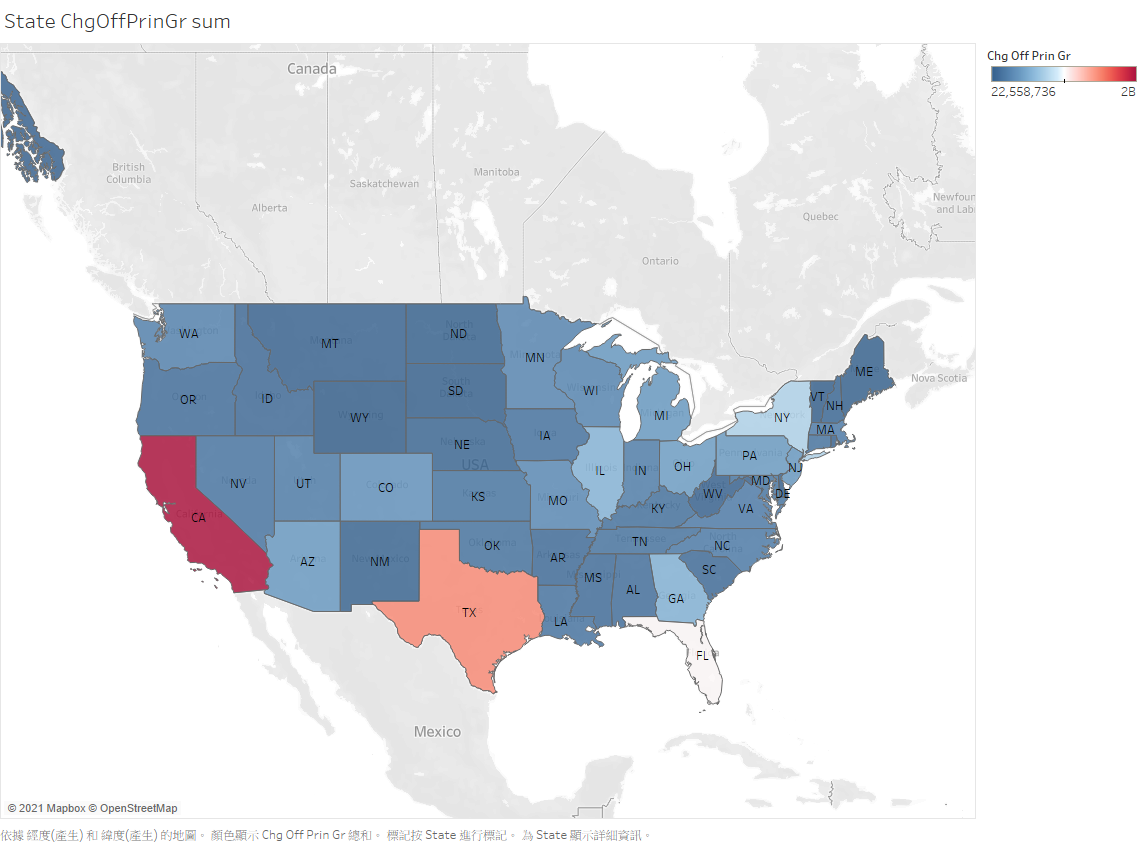 State ChgOffPrinGr sum
Chg Off Prin Gr
22,558,736
2B
Canada
British
Columbia
Alberta
Saskatchewan
Manitoba
Ontario
Quebec
Nova Scotia
USA
Mexico
WA
MT
ND
MN
OR
ID
WY
SD
WI
MI
NY
VT
NH
ME
MA
NV
UT
CO
NE
IA
KS
MO
IL
IN
OH
PA
NJ
MD
DE
WV
VA
KY
CA
AZ
NM
OK
AR
TN
NC
SC
TX
LA
MS
AL
GA
FL
© 2021 Mapbox © OpenStreetMap
依據 經度(產生) 和 緯度(產生) 的地圖。 顏色顯示 Chg Off Prin Gr 總和。 標記按 State 進行標記。 為 State 顯示詳細資訊。